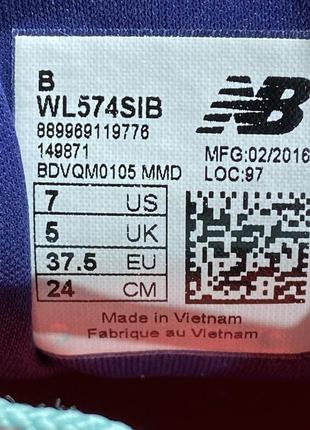 B
WL574SIB
889969119776
149871
BDVQM0105 MMD
NB
MFG:02/2016
LOC:97
7 US
5 UK
37.5 EU
24 CM
Made in Vietnam
Fabrique au Vietnam